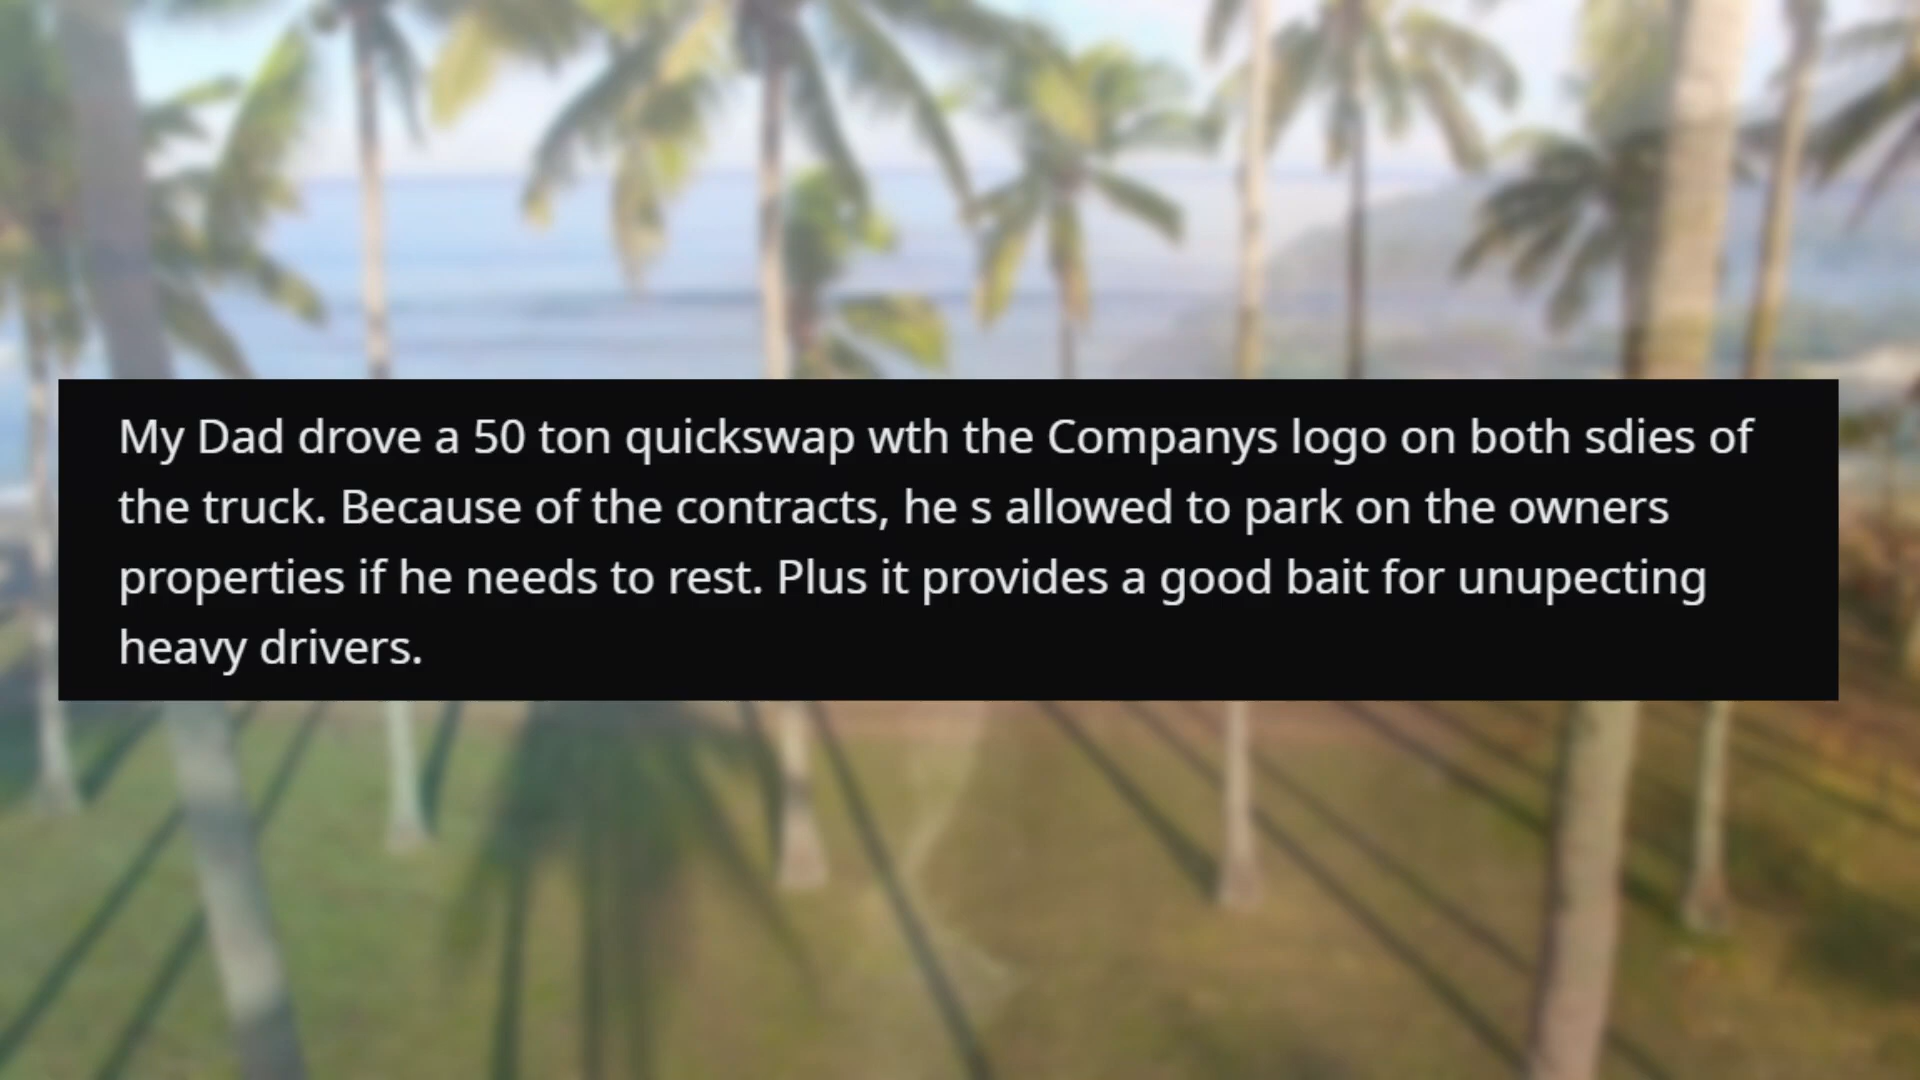 My Dad drove a 50 ton quickswap wth the Companys logo on both sdies of
the truck. Because of the contracts, he s allowed to park on the owners
properties if he needs to rest. Plus it provides a good bait for unupecting
heavy drivers.